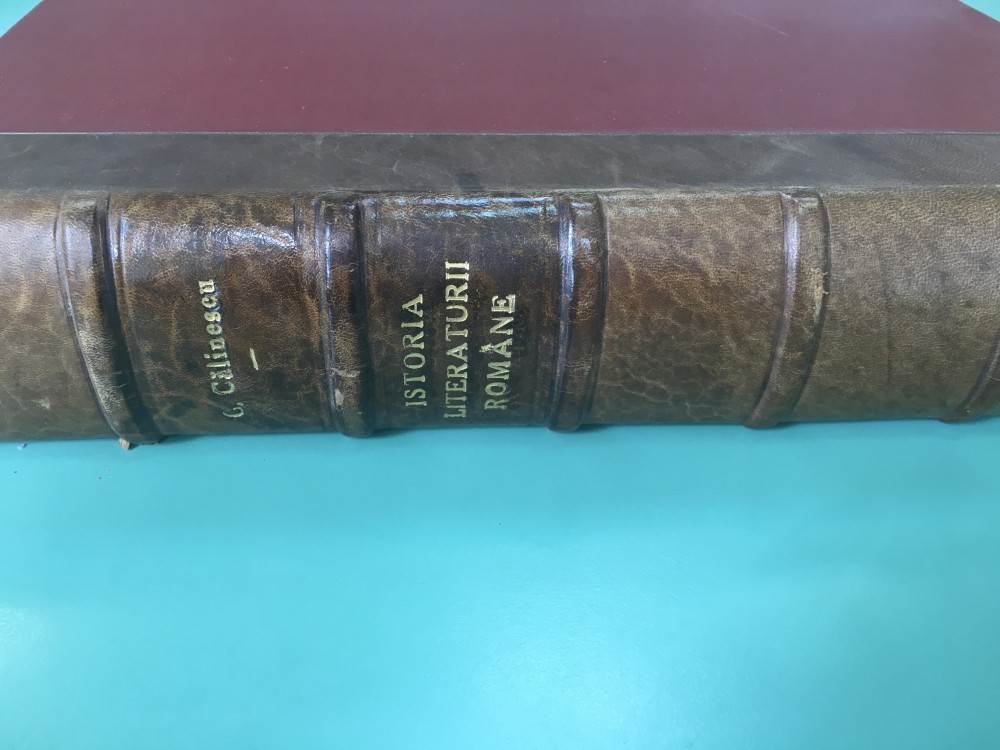 G. Călinescu
ISTORIA
LITERATURII
ROMÂNE